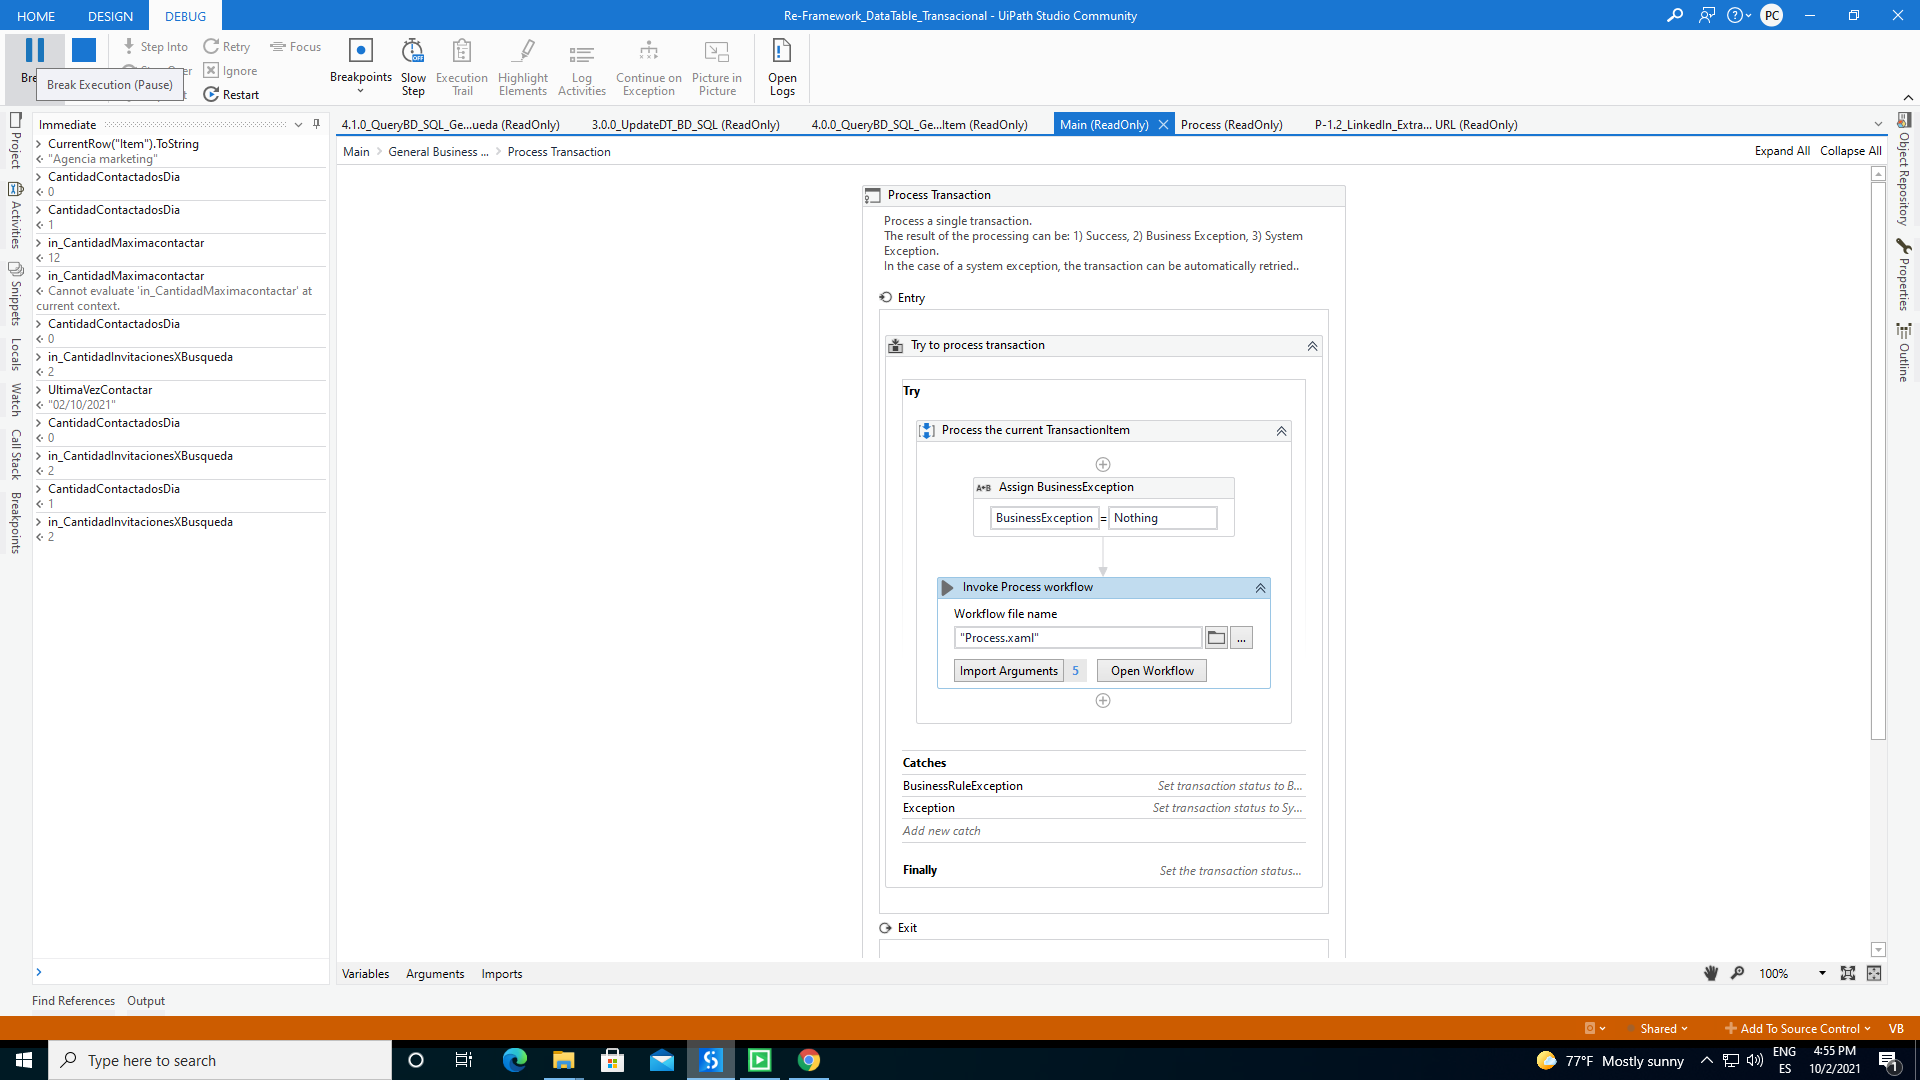 HOME DESIGN DEBUG
Re-Framework_DataTable_Transacional - UiPath Studio Community
PC
Step Into Retry Focus
Ignore
Restart
Break Execution (Pause)
Breakpoints
Slow Step
Execution Trail
Highlight Elements
Log Activities
Continue on Exception
Picture in Picture
Open Logs
Immediate
CurrentRow("Item").ToString
"Agencia marketing"
CantidadContactadosDia
0
CantidadContactadosDia
1
in_CantidadMaximacontactar
12
in_CantidadMaximacontactar
Cannot evaluate 'in_CantidadMaximacontactar' at
current context.
CantidadContactadosDia
0
in_CantidadInvitacionesXBusqueda
2
UltimaVezContactar
"02/10/2021"
CantidadContactadosDia
0
in_CantidadInvitacionesXBusqueda
2
CantidadContactadosDia
1
in_CantidadInvitacionesXBusqueda
2
Project
Activities
Snippets
Locals
Watch
Call Stack
Breakpoints
4.1.0_QueryBD_SQL_Ge...ueda (ReadOnly) 3.0.0_UpdateDT_BD_SQL (ReadOnly) 4.0.0_QueryBD_SQL_Ge...Item (ReadOnly) Main (ReadOnly) Process (ReadOnly) P-1.2_LinkedIn_Extra... URL (ReadOnly)
Main General Business ... Process Transaction
Expand All Collapse All
Process Transaction
Process a single transaction.
The result of the processing can be: 1) Success, 2) Business Exception, 3) System
Exception.
In the case of a system exception, the transaction can be automatically retried..
Entry
Try to process transaction
Try
Process the current TransactionItem
A+B Assign BusinessException
BusinessException = Nothing
Invoke Process workflow
Workflow file name
"Process.xaml" ...
Import Arguments 5 Open Workflow
Catches
BusinessRuleException Set transaction status to B...
Exception Set transaction status to Sy...
Add new catch
Finally Set the transaction status...
Exit
Object Repository
Properties
Outline
Variables Arguments Imports
100%
Find References Output
Shared Add To Source Control VB
Type here to search
77°F Mostly sunny
ENG
ES
4:55 PM
10/2/2021
1